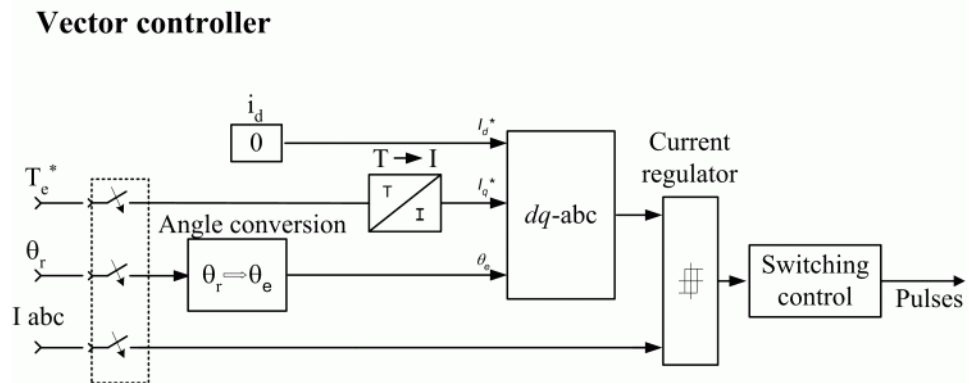 Vector controller
i_d
0
I_d*
T → I
T_e*
T
I
I_q*
Current
regulator
dq-abc
Angle conversion
θ_r
θ_r ⇒ θ_e
θ_e
Switching
control
Pulses
I abc